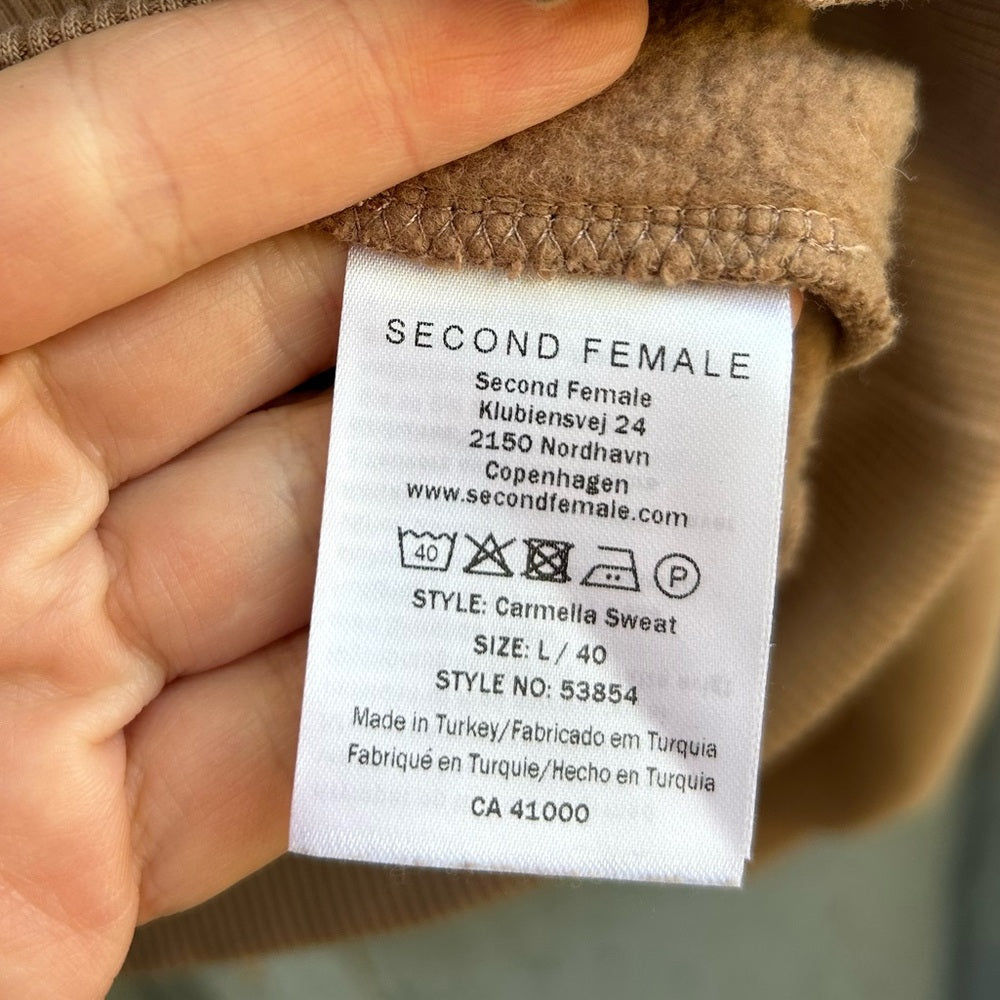 SECOND FEMALE
Second Female
Klubiensvej 24
2150 Nordhavn
Copenhagen
www.secondfemale.com
40 P
STYLE: Carmella Sweat
SIZE: L / 40
STYLE NO: 53854
Made in Turkey/Fabricado em Turquia
Fabriqué en Turquie/Hecho en Turquia
CA 41000